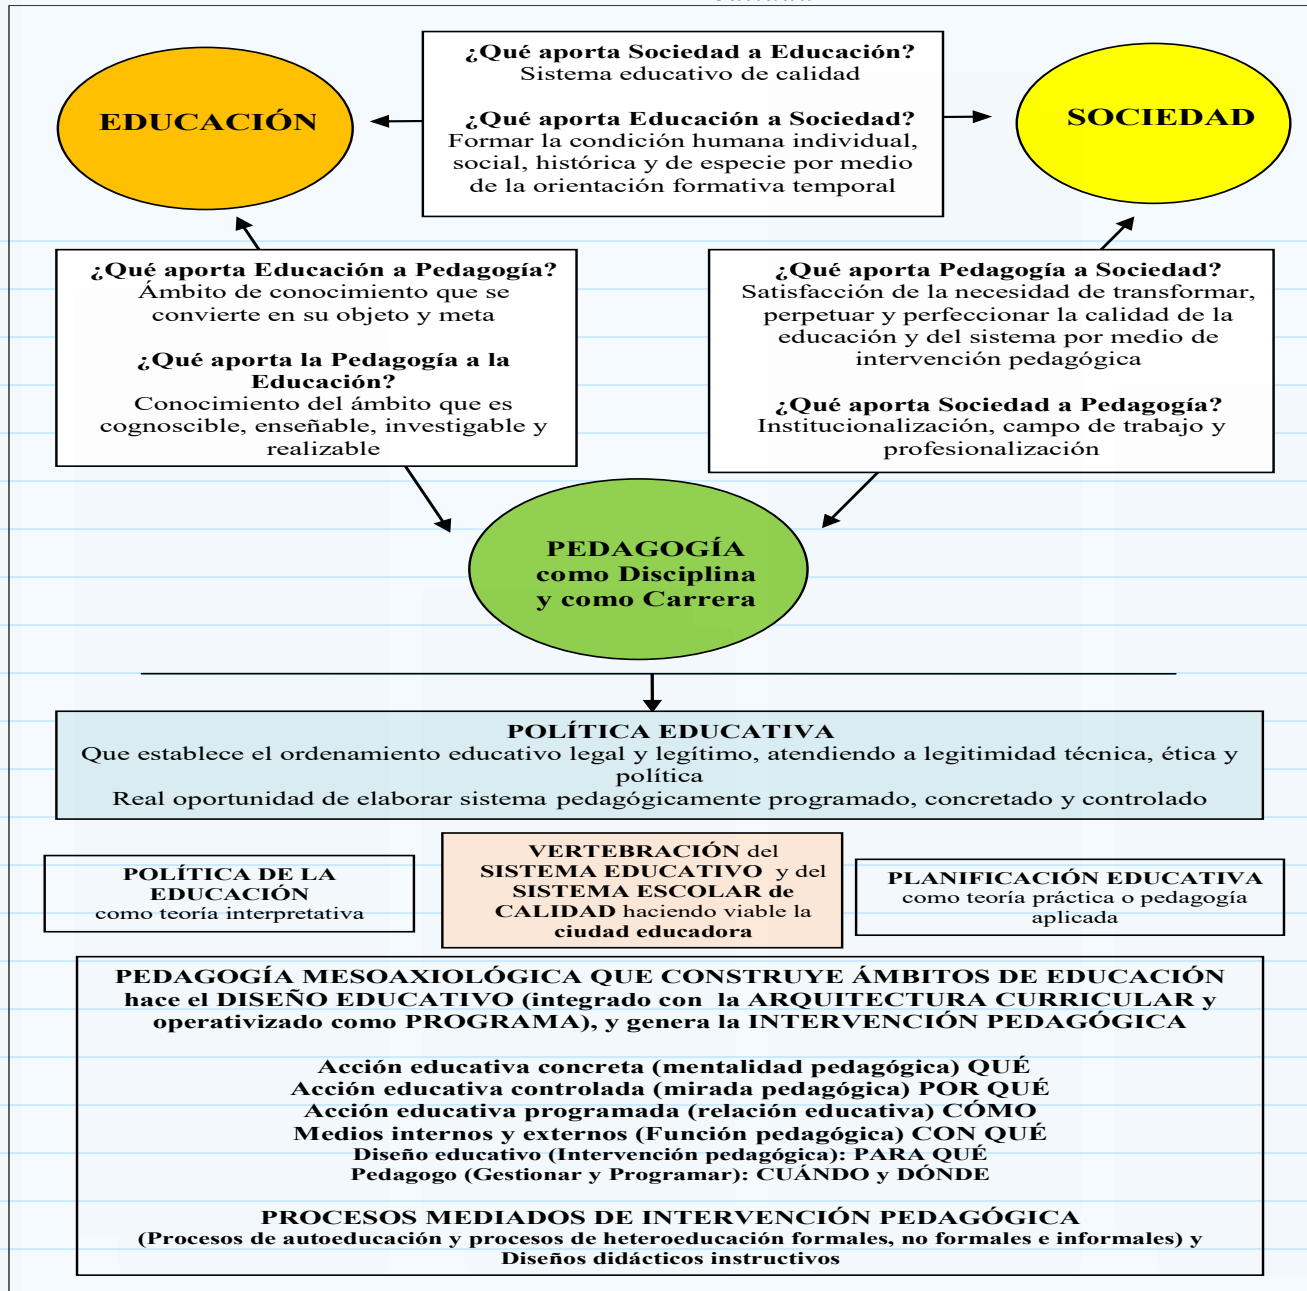 ¿Qué aporta Sociedad a Educación?
Sistema educativo de calidad
¿Qué aporta Educación a Sociedad?
Formar la condición humana individual,
social, histórica y de especie por medio
de la orientación formativa temporal
EDUCACIÓN
SOCIEDAD
¿Qué aporta Educación a Pedagogía?
Ámbito de conocimiento que se
convierte en su objeto y meta
¿Qué aporta la Pedagogía a la
Educación?
Conocimiento del ámbito que es
cognoscible, enseñable, investigable y
realizable
¿Qué aporta Pedagogía a Sociedad?
Satisfacción de la necesidad de transformar,
perpetuar y perfeccionar la calidad de la
educación y del sistema por medio de
intervención pedagógica
¿Qué aporta Sociedad a Pedagogía?
Institucionalización, campo de trabajo y
profesionalización
PEDAGOGÍA
como Disciplina
y como Carrera
POLÍTICA EDUCATIVA
Que establece el ordenamiento educativo legal y legítimo, atendiendo a legitimidad técnica, ética y
política
Real oportunidad de elaborar sistema pedagógicamente programado, concretado y controlado
POLÍTICA DE LA
EDUCACIÓN
como teoría interpretativa
VERTEBRACIÓN del
SISTEMA EDUCATIVO y del
SISTEMA ESCOLAR de
CALIDAD haciendo viable la
ciudad educadora
PLANIFICACIÓN EDUCATIVA
como teoría práctica o pedagogía
aplicada
PEDAGOGÍA MESOAXIOLÓGICA QUE CONSTRUYE ÁMBITOS DE EDUCACIÓN
hace el DISEÑO EDUCATIVO (integrado con la ARQUITECTURA CURRICULAR y
operativizado como PROGRAMA), y genera la INTERVENCIÓN PEDAGÓGICA
Acción educativa concreta (mentalidad pedagógica) QUÉ
Acción educativa controlada (mirada pedagógica) POR QUÉ
Acción educativa programada (relación educativa) CÓMO
Medios internos y externos (Función pedagógica) CON QUÉ
Diseño educativo (Intervención pedagógica): PARA QUÉ
Pedagogo (Gestionar y Programar): CUÁNDO y DÓNDE
PROCESOS MEDIADOS DE INTERVENCIÓN PEDAGÓGICA
(Procesos de autoeducación y procesos de heteroeducación formales, no formales e informales) y
Diseños didácticos instructivos